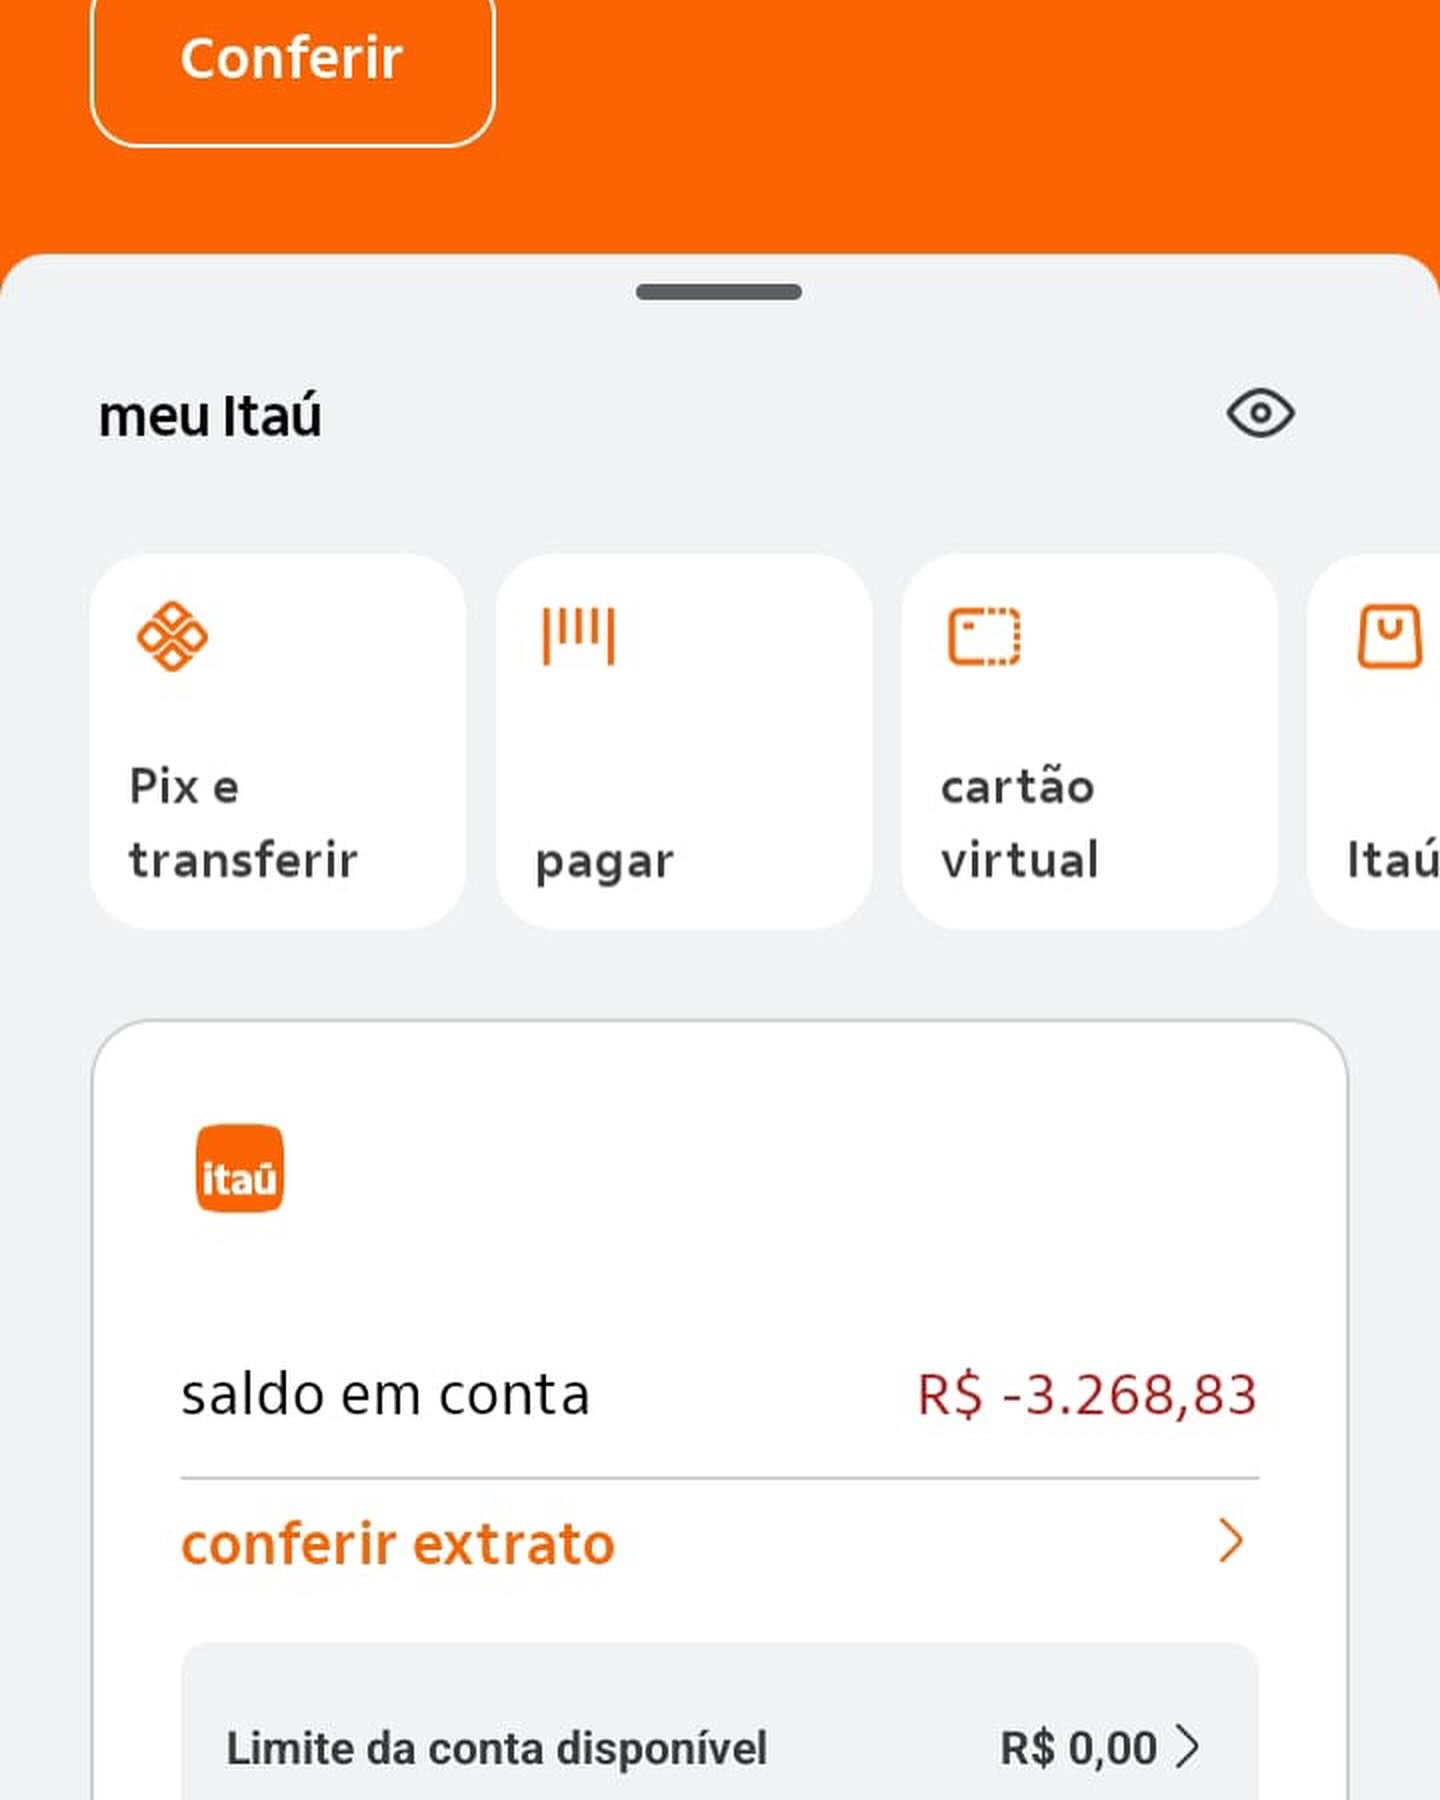 Conferir
meu Itaú
Pix e
transferir
pagar
cartão
virtual
Itaú
itaú
saldo em conta R$ -3.268,83
conferir extrato
Limite da conta disponível R$ 0,00